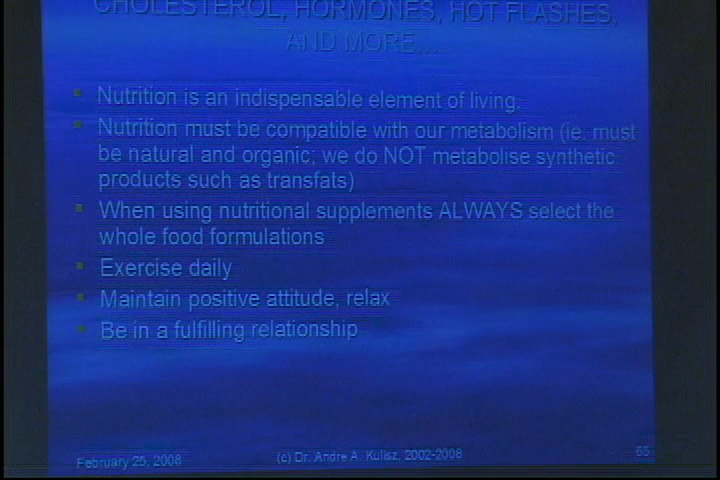 CHOLESTEROL, HORMONES, HOT FLASHES,
AND MORE...
Nutrition is an indispensable element of living.
Nutrition must be compatible with our metabolism (ie. must
be natural and organic; we do NOT metabolise synthetic
products such as transfats)
When using nutritional supplements ALWAYS select the
whole food formulations
Exercise daily
Maintain positive attitude, relax
Be in a fulfilling relationship
February 25, 2008
(c) Dr. Andre A. Kulisz, 2002-2008
65